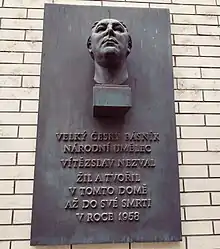 VELKÝ ČESKÝ BÁSNÍK
NÁRODNÍ UMĚLEC
VÍTĚZSLAV NEZVAL
ŽIL A TVOŘIL
V TOMTO DOMĚ
AŽ DO SVÉ SMRTI
V ROCE 1958